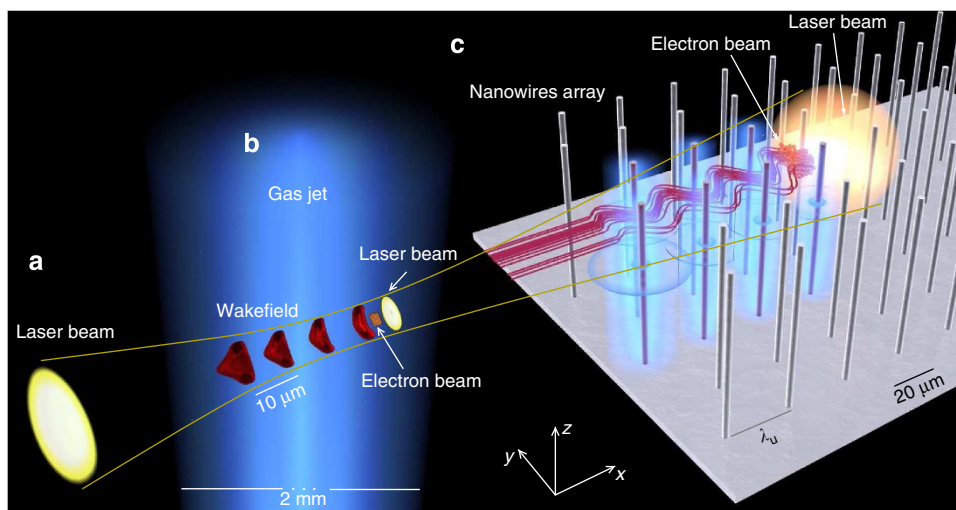 a
Laser beam
b
Gas jet
Wakefield
Laser beam
Electron beam
10 μm
2 mm
c
Nanowires array
Electron beam
Laser beam
λu
20 μm
z
y
x